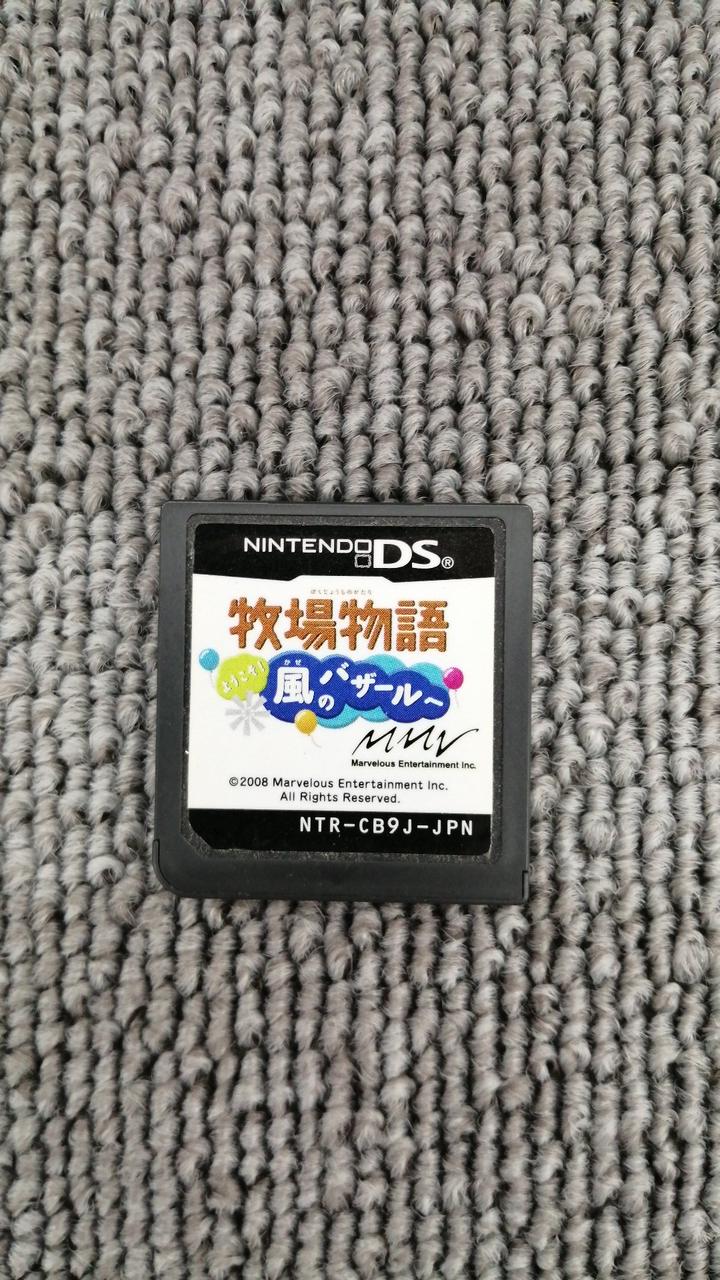 NINTENDO DS®
ぼくじょうものがたり
牧場物語
ようこそ!
かぜ
風のバザールへ
MMV
Marvelous Entertainment Inc.
©2008 Marvelous Entertainment Inc.
All Rights Reserved.
NTR-CB9J-JPN